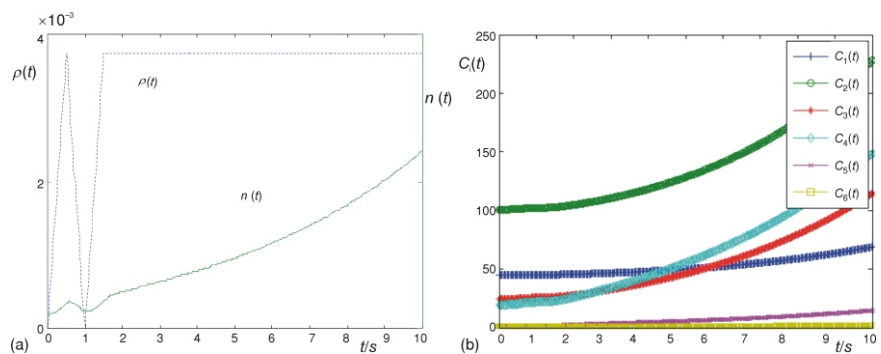 ×10⁻³
4
ρ(t)
ρ(t)
n (t)
2
n (t)
0
0 1 2 3 4 5 6 7 8 9 10
t/s
(a)
250
Cᵢ(t)
200
150
100
50
0
0 1 2 3 4 5 6 7 8 9 10
t/s
(b)
C₁(t)
C₂(t)
C₃(t)
C₄(t)
C₅(t)
C₆(t)